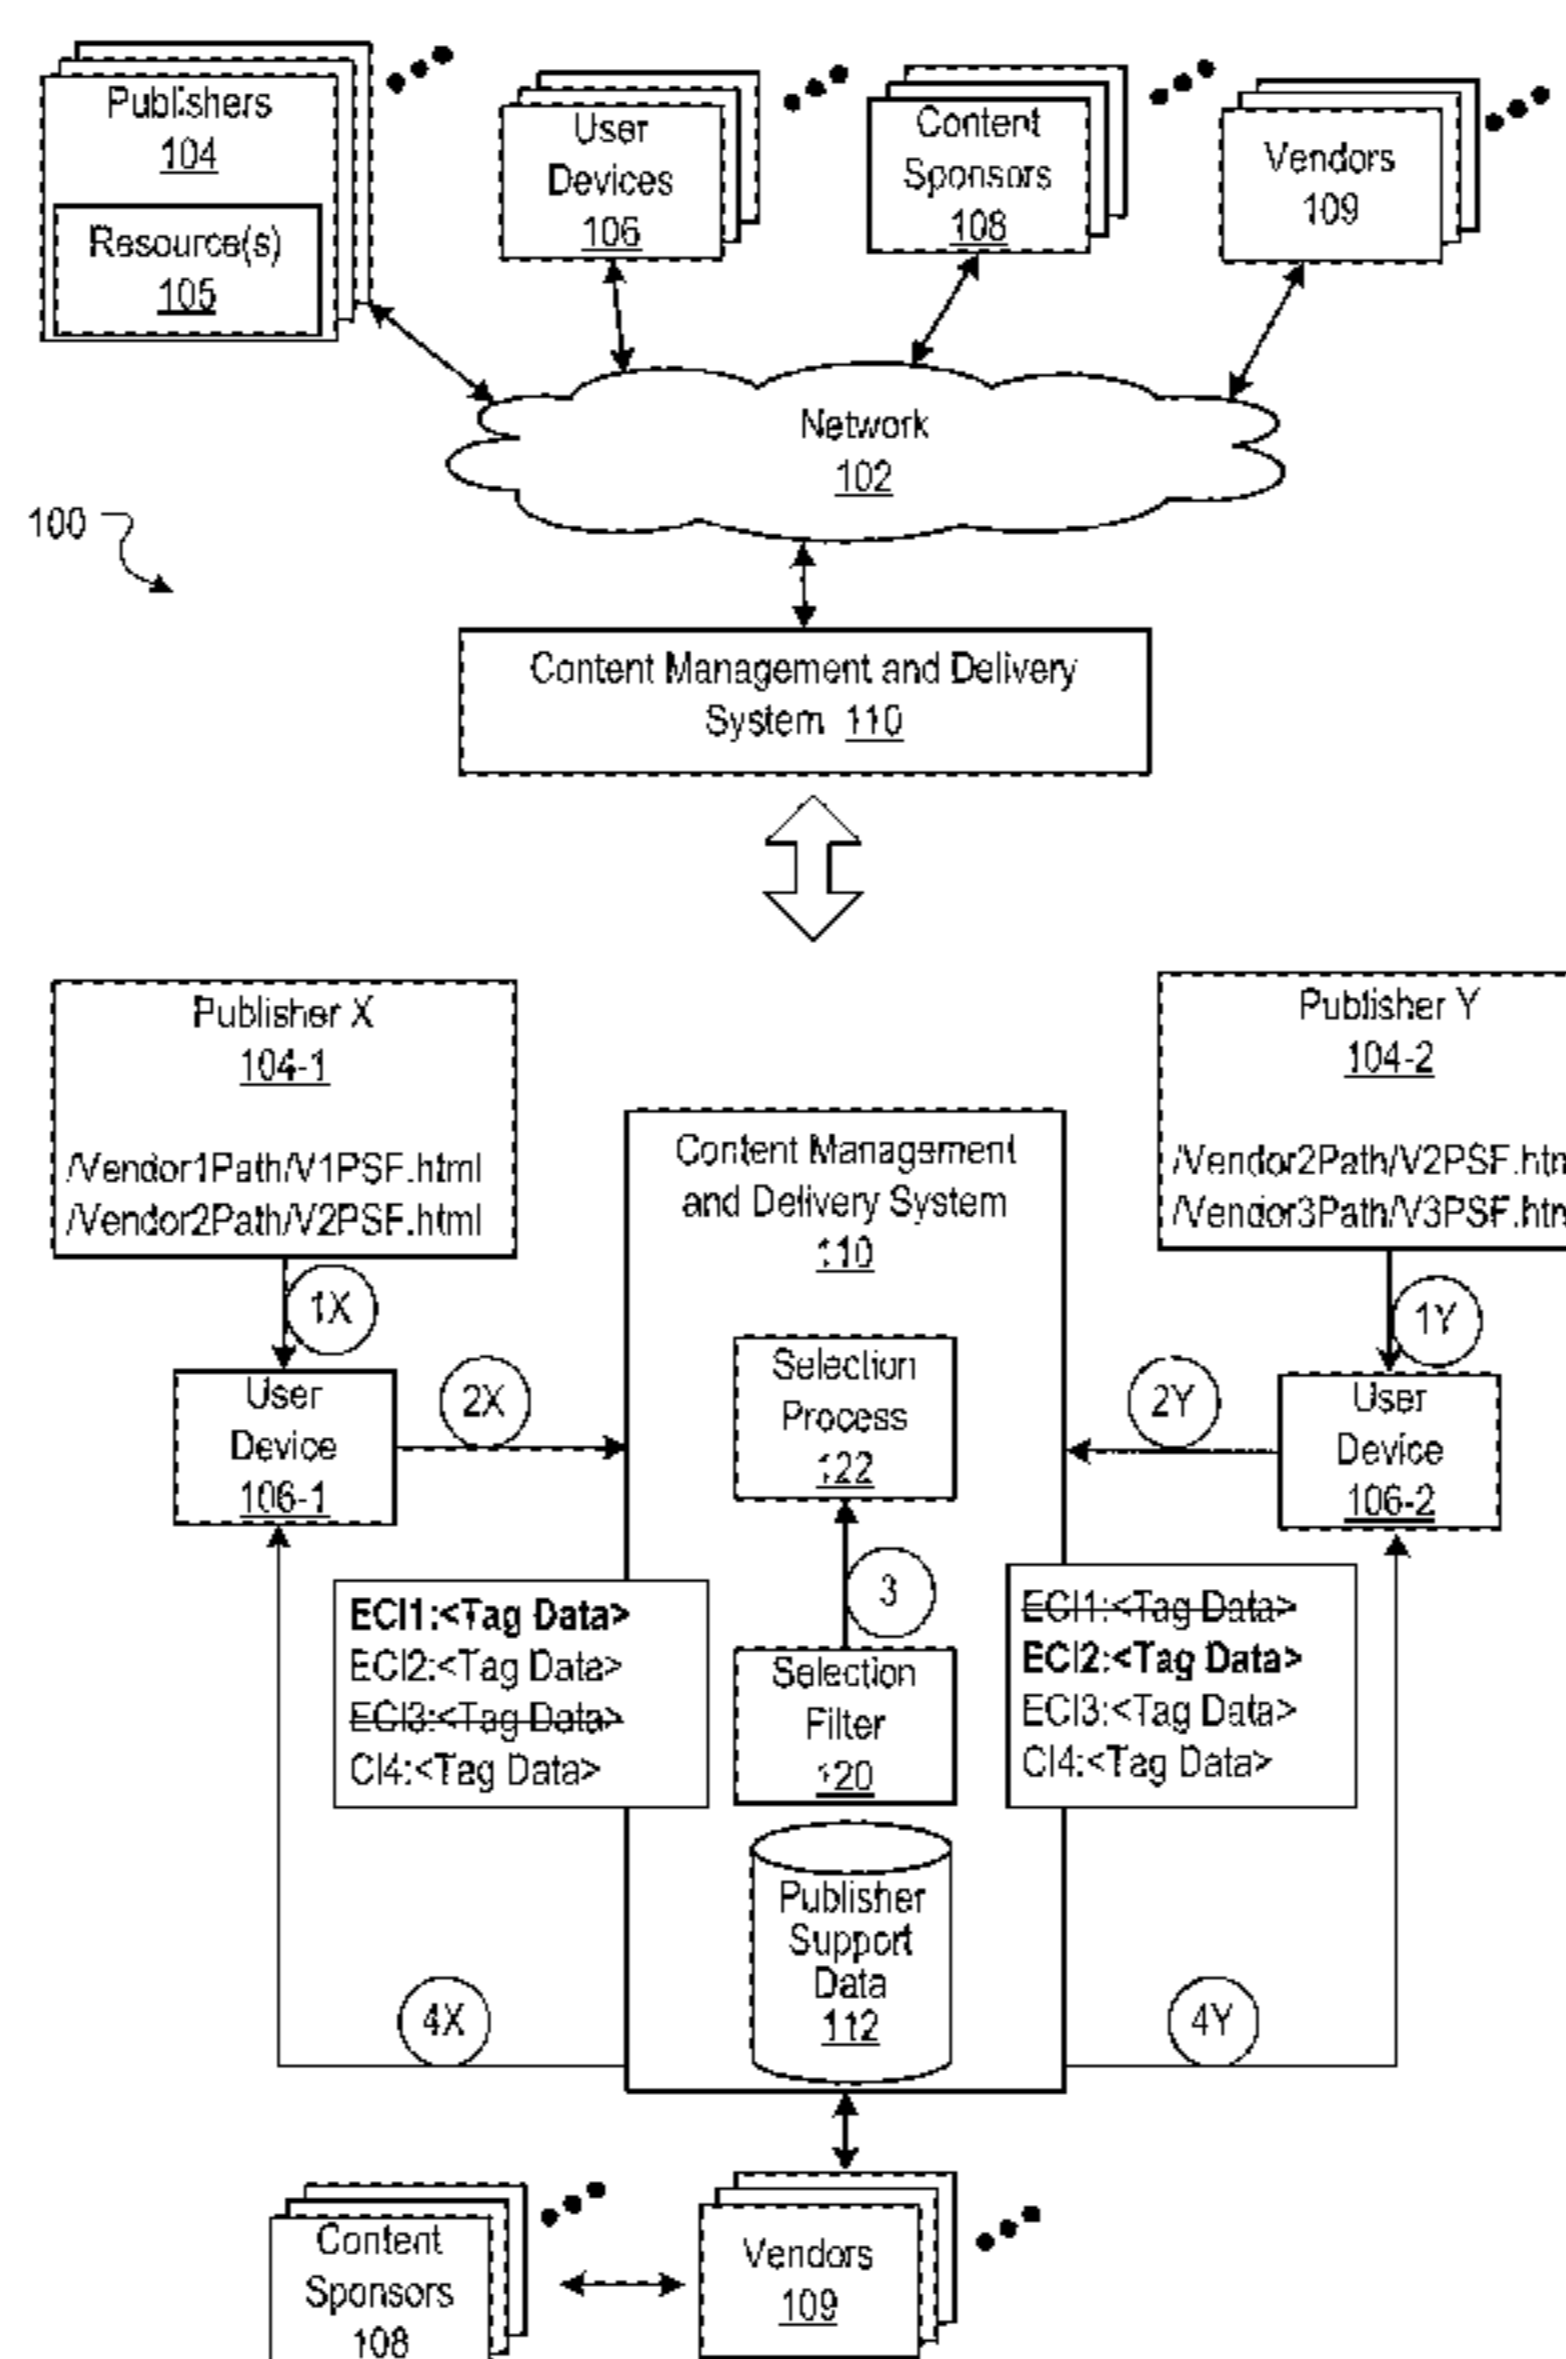 Publishers
104
Resource(s)
105
User
Devices
106
Content
Sponsors
108
Vendors
109
Network
102
100
Content Management and Delivery
System 110
Publisher X
104-1
/Vendor1Path/V1PSF.html
/Vendor2Path/V2PSF.html
Publisher Y
104-2
/Vendor2Path/V2PSF.htm
/Vendor3Path/V3PSF.htm
Content Management
and Delivery System
110
1X
1Y
User
Device
106-1
2X
Selection
Process
122
2Y
User
Device
106-2
3
ECI1:<Tag Data>
ECI2:<Tag Data>
ECI3:<Tag Data>
CI4:<Tag Data>
Selection
Filter
120
ECI1:<Tag Data>
ECI2:<Tag Data>
ECI3:<Tag Data>
CI4:<Tag Data>
Publisher
Support
Data
112
4X
4Y
Content
Sponsors
108
Vendors
109